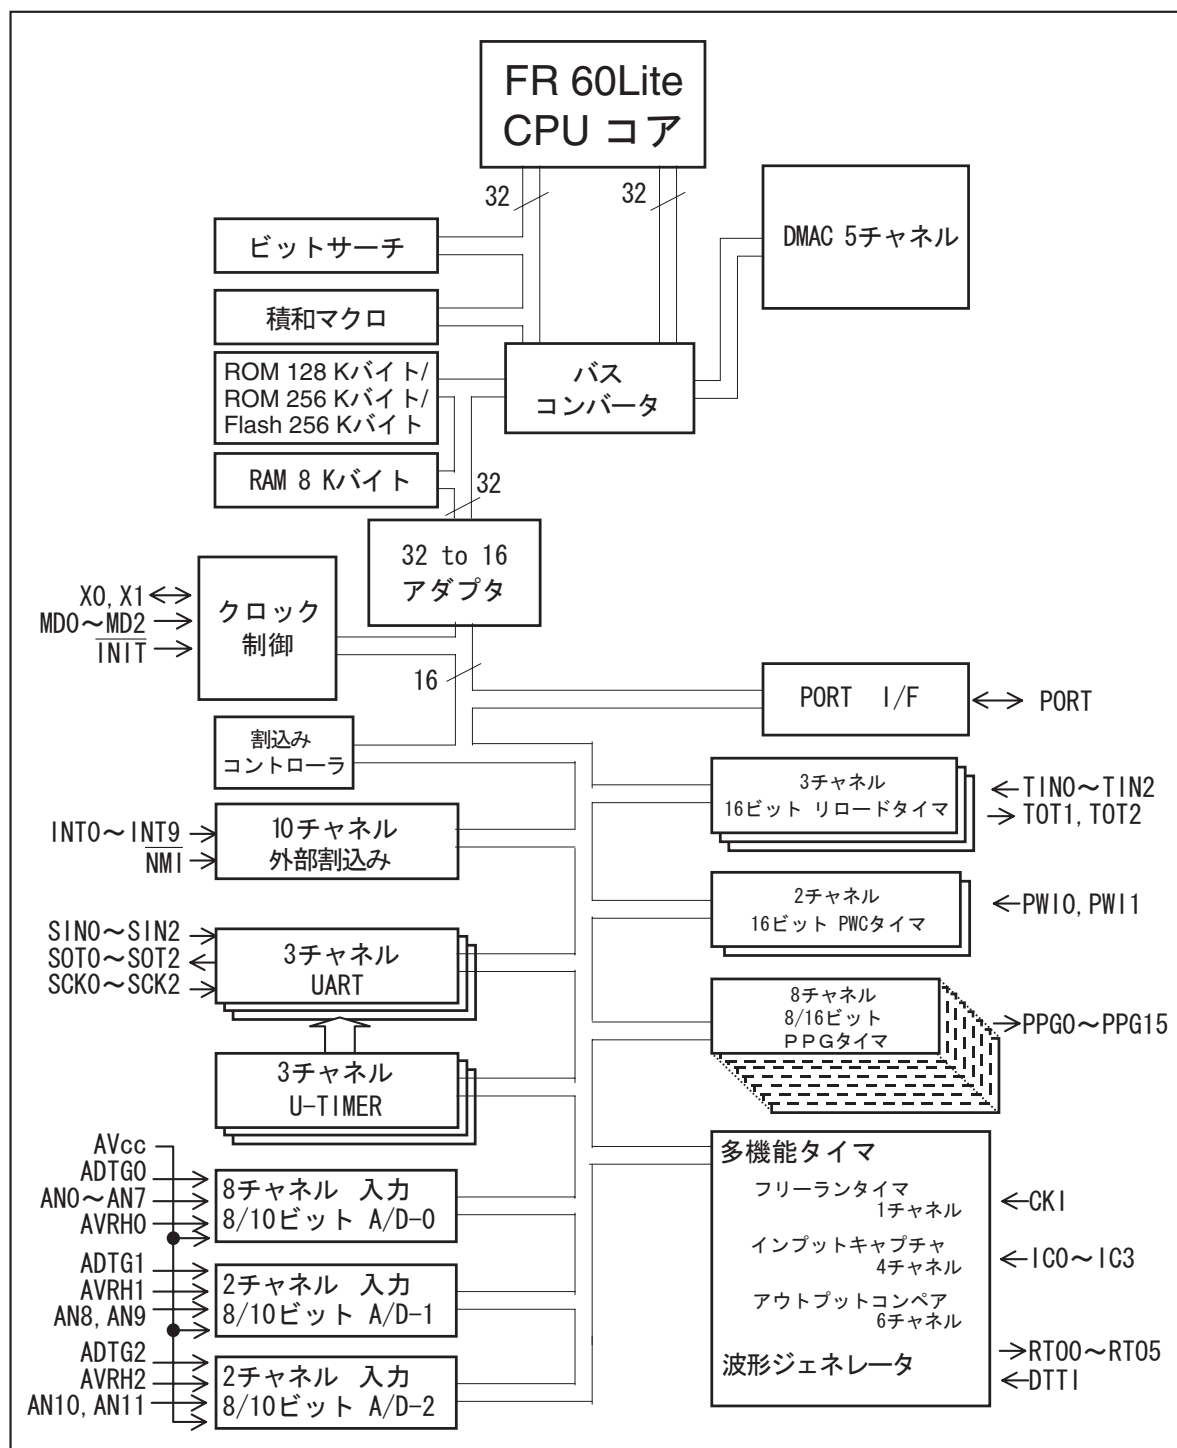 FR 60Lite
CPU コア
32
32
DMAC 5チャネル
ビットサーチ
積和マクロ
バス
コンバータ
ROM 128 Kバイト/
ROM 256 Kバイト/
Flash 256 Kバイト
RAM 8 Kバイト
32
32 to 16
アダプタ
X0, X1
MD0～MD2
INIT
クロック
制御
16
PORT I/F
PORT
割込み
コントローラ
3チャネル
16ビット リロードタイマ
TIN0～TIN2
TOT1, TOT2
INT0～INT9
NMI
10チャネル
外部割込み
2チャネル
16ビット PWCタイマ
PWI0, PWI1
SIN0～SIN2
SOT0～SOT2
SCK0～SCK2
3チャネル
UART
8チャネル
8/16ビット
ＰＰＧタイマ
PPG0～PPG15
3チャネル
U-TIMER
AVcc
ADTG0
AN0～AN7
AVRH0
8チャネル 入力
8/10ビット A/D-0
ADTG1
AVRH1
AN8, AN9
2チャネル 入力
8/10ビット A/D-1
ADTG2
AVRH2
AN10, AN11
2チャネル 入力
8/10ビット A/D-2
多機能タイマ
フリーランタイマ
1チャネル
CKI
インプットキャプチャ
4チャネル
IC0～IC3
アウトプットコンペア
6チャネル
波形ジェネレータ
RTO0～RTO5
DTTI